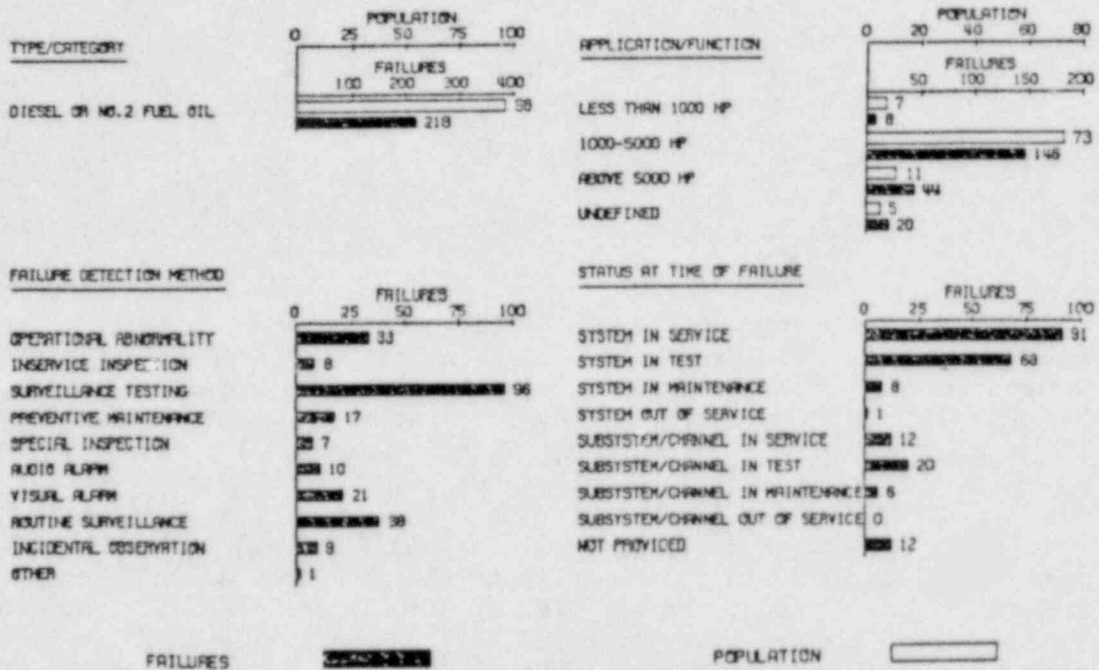 TYPE/CATEGORY
POPULATION
0 25 50 75 100
FAILURES
100 200 300 400
DIESEL OR NO.2 FUEL OIL
96
218
APPLICATION/FUNCTION
POPULATION
0 20 40 60 80
FAILURES
50 100 150 200
LESS THAN 1000 HP
7
8
1000-5000 HP
73
146
ABOVE 5000 HP
11
44
UNDEFINED
5
20
FAILURE DETECTION METHOD
FAILURES
0 25 50 75 100
OPERATIONAL ABNORMALITY 33
INSERVICE INSPECTION 8
SURVEILLANCE TESTING 96
PREVENTIVE MAINTENANCE 17
SPECIAL INSPECTION 7
AUDIO ALARM 10
VISUAL ALARM 21
ROUTINE SURVEILLANCE 38
INCIDENTAL OBSERVATION 9
OTHER 1
STATUS AT TIME OF FAILURE
FAILURES
0 25 50 75 100
SYSTEM IN SERVICE 91
SYSTEM IN TEST 68
SYSTEM IN MAINTENANCE 8
SYSTEM OUT OF SERVICE 1
SUBSYSTEM/CHANNEL IN SERVICE 12
SUBSYSTEM/CHANNEL IN TEST 20
SUBSYSTEM/CHANNEL IN MAINTENANCE 6
SUBSYSTEM/CHANNEL OUT OF SERVICE 0
NOT PROVIDED 12
FAILURES
POPULATION